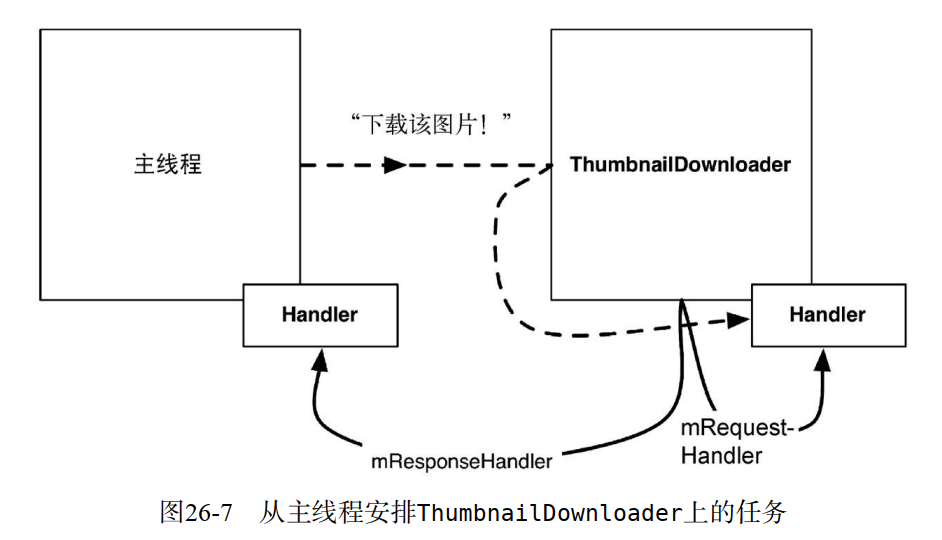 “下载该图片！”
主线程
ThumbnailDownloader
Handler
Handler
mRequest-
Handler
mResponseHandler
图26-7 从主线程安排ThumbnailDownloader上的任务